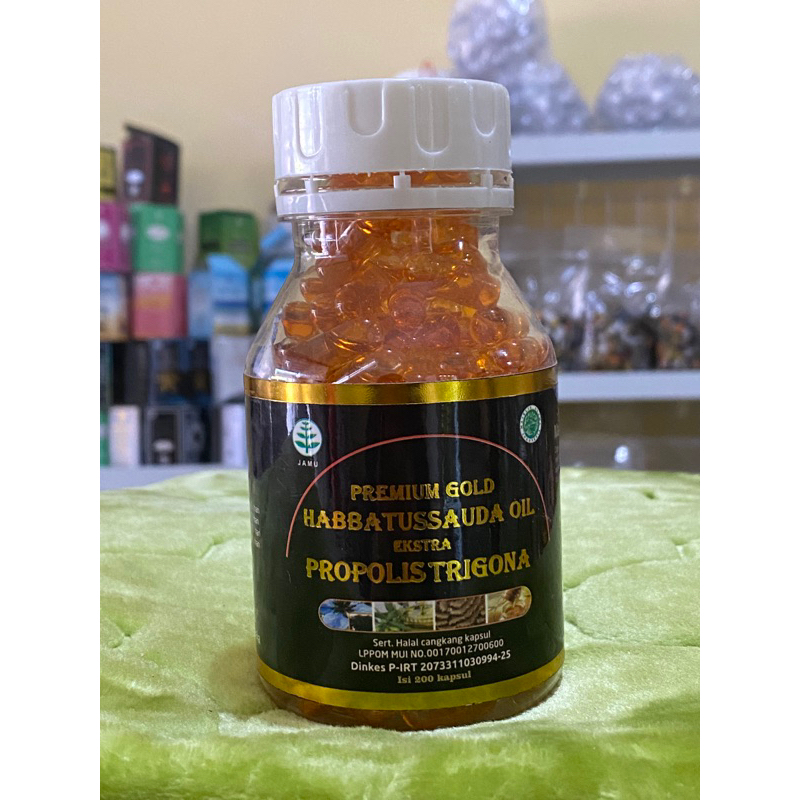 JAMU
PREMIUM GOLD
HABBATUSSAUDA OIL
EKSTRA
PROPOLIS TRIGONA
Sert. Halal cangkang kapsul
LPPOM MUI NO.00170012700600
Dinkes P-IRT 2073311030994-25
Isi 200 kapsul